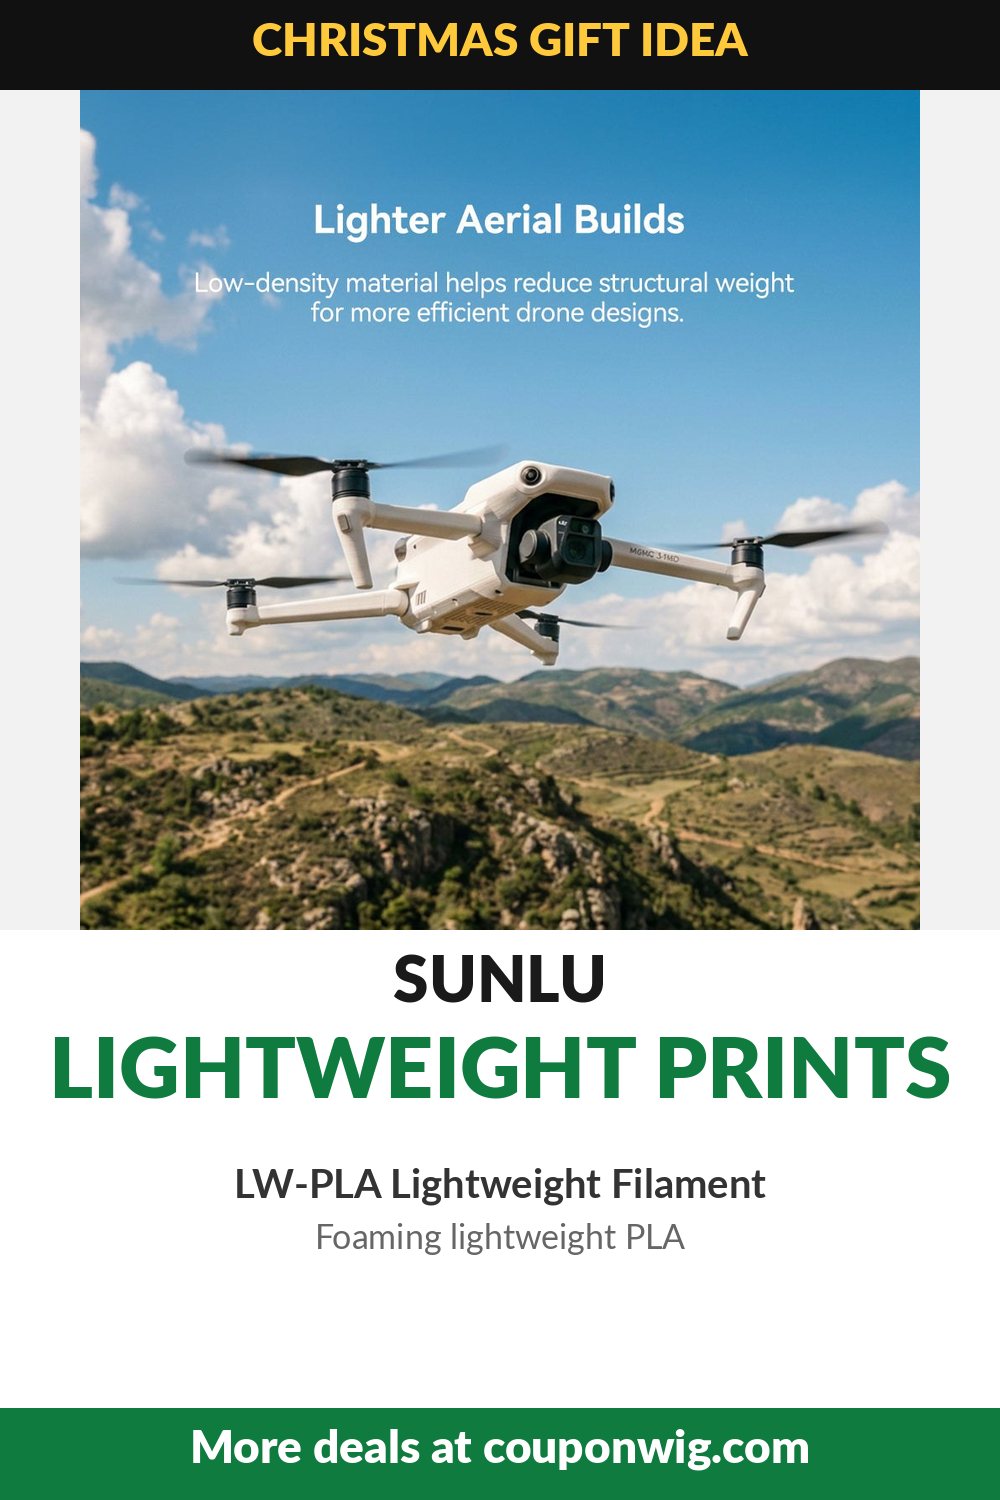 CHRISTMAS GIFT IDEA
Lighter Aerial Builds
Low-density material helps reduce structural weight
for more efficient drone designs.
SUNLU
LIGHTWEIGHT PRINTS
LW-PLA Lightweight Filament
Foaming lightweight PLA
More deals at couponwig.com